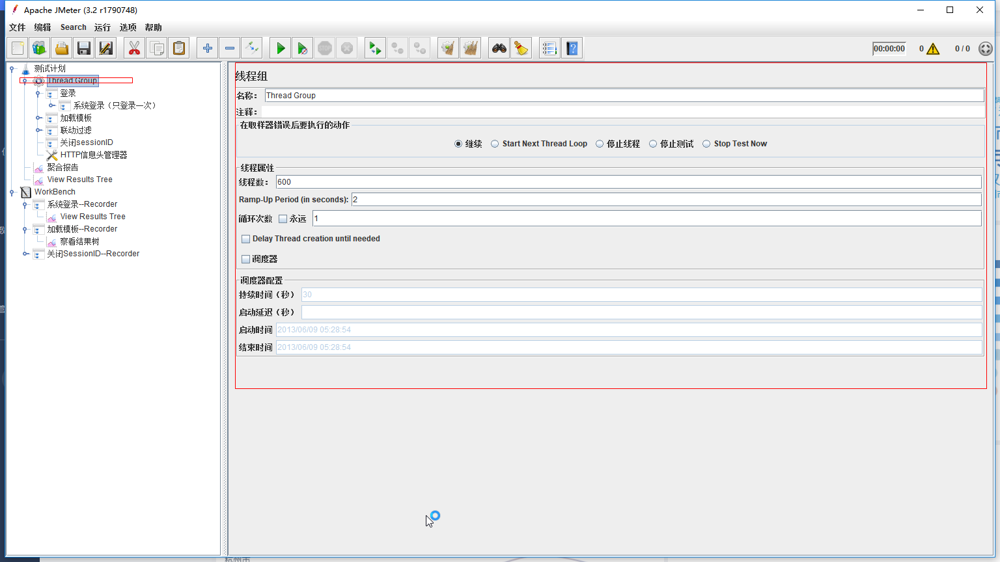 Apache JMeter (3.2 r1790748)
文件 编辑 Search 运行 选项 帮助
STOP
00:00:00 0 0 / 0
测试计划
Thread Group
登录
系统登录（只登录一次）
加载模板
联动过滤
关闭sessionID
HTTP信息头管理器
聚合报告
View Results Tree
WorkBench
系统登录--Recorder
View Results Tree
加载模板--Recorder
察看结果树
关闭SessionID--Recorder
线程组
名称： Thread Group
注释：
在取样器错误后要执行的动作
继续 Start Next Thread Loop 停止线程 停止测试 Stop Test Now
线程属性
线程数： 600
Ramp-Up Period (in seconds): 2
循环次数 永远 1
Delay Thread creation until needed
调度器
调度器配置
持续时间（秒） 30
启动延迟（秒）
启动时间 2013/06/09 05:28:54
结束时间 2013/06/09 05:28:54